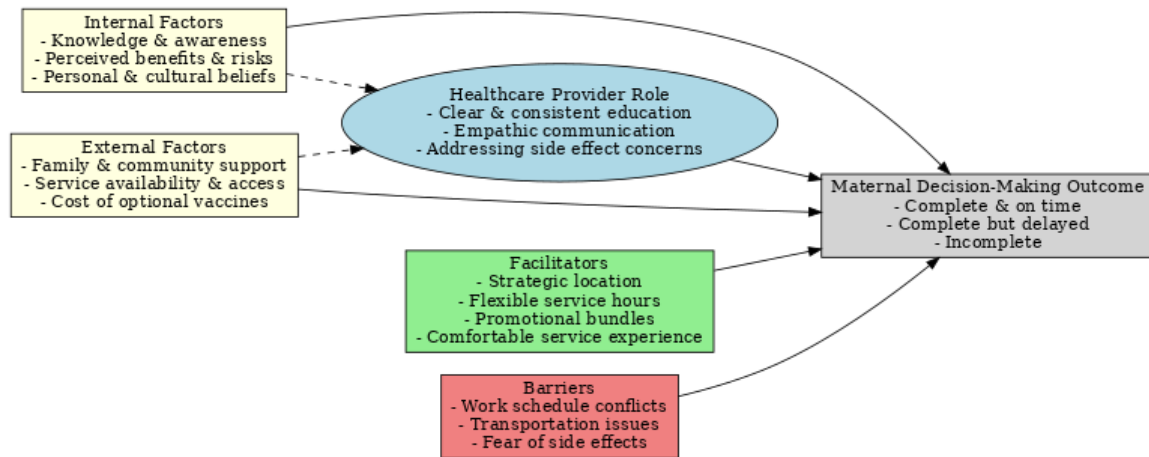 Internal Factors
- Knowledge & awareness
- Perceived benefits & risks
- Personal & cultural beliefs
Healthcare Provider Role
- Clear & consistent education
- Empathic communication
- Addressing side effect concerns
External Factors
- Family & community support
- Service availability & access
- Cost of optional vaccines
Maternal Decision-Making Outcome
- Complete & on time
- Complete but delayed
- Incomplete
Facilitators
- Strategic location
- Flexible service hours
- Promotional bundles
- Comfortable service experience
Barriers
- Work schedule conflicts
- Transportation issues
- Fear of side effects